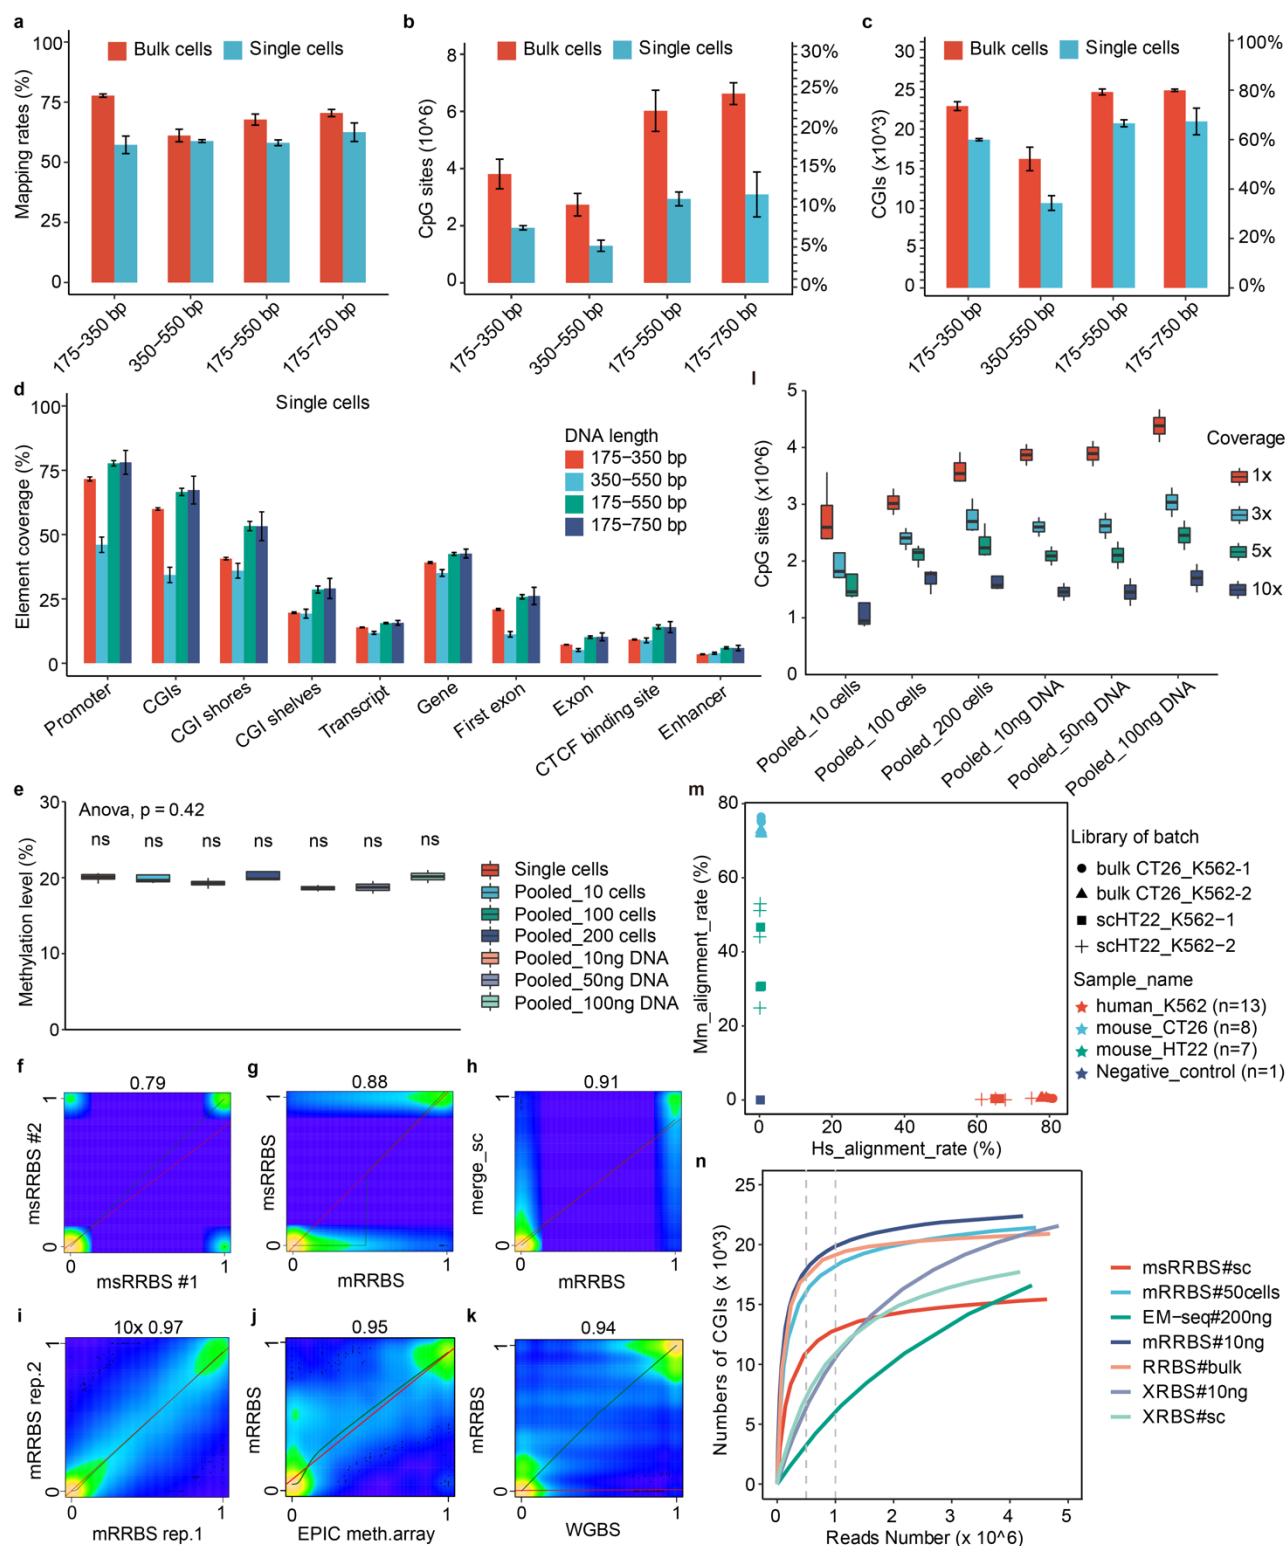 a
Mapping rates (%)
100
75
50
25
0
Bulk cells
Single cells
175–350 bp
350–550 bp
175–550 bp
175–750 bp
b
CpG sites (10^6)
8
6
4
2
0
Bulk cells
Single cells
30%
25%
20%
15%
10%
5%
0%
175–350 bp
350–550 bp
175–550 bp
175–750 bp
c
CGIs (x10^3)
30
25
20
15
10
5
0
Bulk cells
Single cells
100%
80%
60%
40%
20%
0%
175–350 bp
350–550 bp
175–550 bp
175–750 bp
d
Single cells
Element coverage (%)
100
75
50
25
0
DNA length
175–350 bp
350–550 bp
175–550 bp
175–750 bp
Promoter
CGIs
CGI shores
CGI shelves
Transcript
Gene
First exon
Exon
CTCF binding site
Enhancer
l
CpG sites (x10^6)
5
4
3
2
1
0
Coverage
1x
3x
5x
10x
Pooled_10 cells
Pooled_100 cells
Pooled_200 cells
Pooled_10ng DNA
Pooled_50ng DNA
Pooled_100ng DNA
e
Methylation level (%)
30
20
10
0
Anova, p = 0.42
ns ns ns ns ns ns ns
Single cells
Pooled_10 cells
Pooled_100 cells
Pooled_200 cells
Pooled_10ng DNA
Pooled_50ng DNA
Pooled_100ng DNA
m
Mm_alignment_rate (%)
80
60
40
20
0
0 20 40 60 80
Hs_alignment_rate (%)
Library of batch
bulk CT26_K562-1
bulk CT26_K562-2
scHT22_K562−1
scHT22_K562−2
Sample_name
human_K562 (n=13)
mouse_CT26 (n=8)
mouse_HT22 (n=7)
Negative_control (n=1)
f
0.79
msRRBS #2
1
0
0 1
msRRBS #1
g
0.88
msRRBS
1
0
0 1
mRRBS
h
0.91
merge_sc
1
0
0 1
mRRBS
i
10x 0.97
mRRBS rep.2
1
0
0 1
mRRBS rep.1
j
0.95
mRRBS
1
0
0 1
EPIC meth.array
k
0.94
mRRBS
1
0
0 1
WGBS
n
Numbers of CGIs (x 10^3)
25
20
15
10
5
0
0 1 2 3 4 5
Reads Number (x 10^6)
msRRBS#sc
mRRBS#50cells
EM−seq#200ng
mRRBS#10ng
RRBS#bulk
XRBS#10ng
XRBS#sc